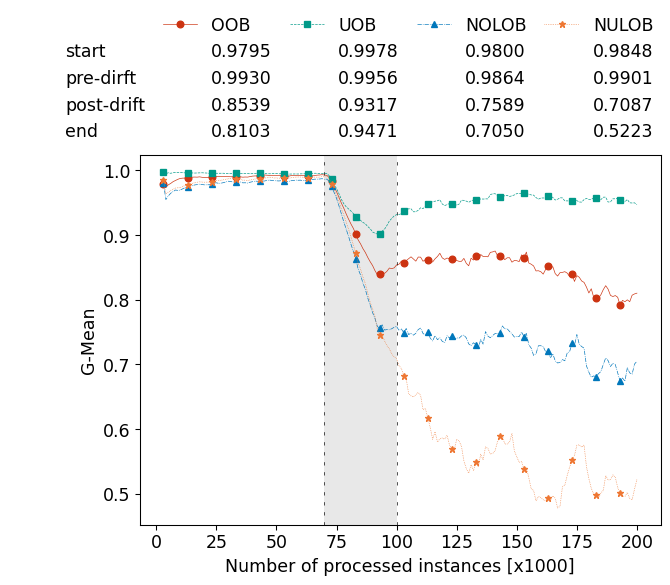 OOB UOB NOLOB NULOB
start 0.9795 0.9978 0.9800 0.9848
pre-dirft 0.9930 0.9956 0.9864 0.9901
post-drift 0.8539 0.9317 0.7589 0.7087
end 0.8103 0.9471 0.7050 0.5223
1.0
0.9
0.8
0.7
0.6
0.5
G-Mean
0 25 50 75 100 125 150 175 200
Number of processed instances [x1000]